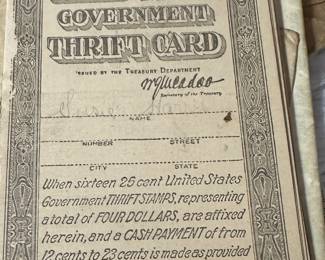 GOVERNMENT
THRIFT CARD
ISSUED BY THE TREASURY DEPARTMENT
W G McAdoo
Secretary of the Treasury
NAME
NUMBER STREET
CITY STATE
When sixteen 25 cent United States
Government THRIFT STAMPS, representing
a total of FOUR DOLLARS, are affixed
herein, and a CASH PAYMENT of from
12 cents to 23 cents is made as provided